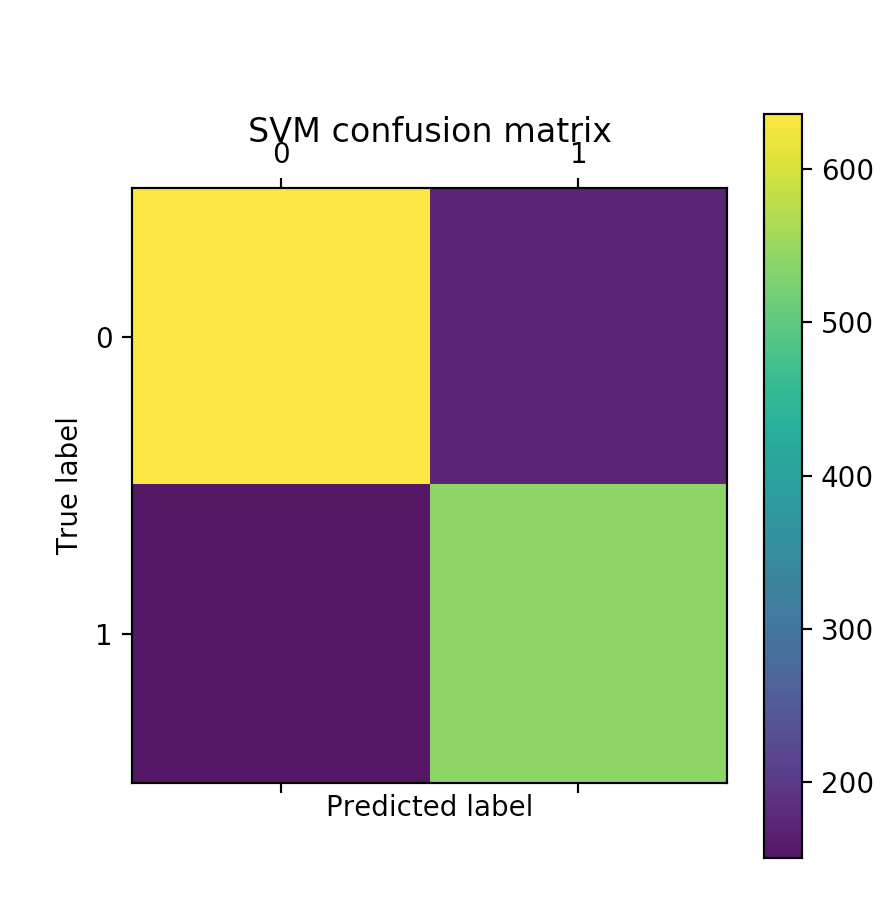 SVM confusion matrix
0 1
0
1
True label
Predicted label
600
500
400
300
200